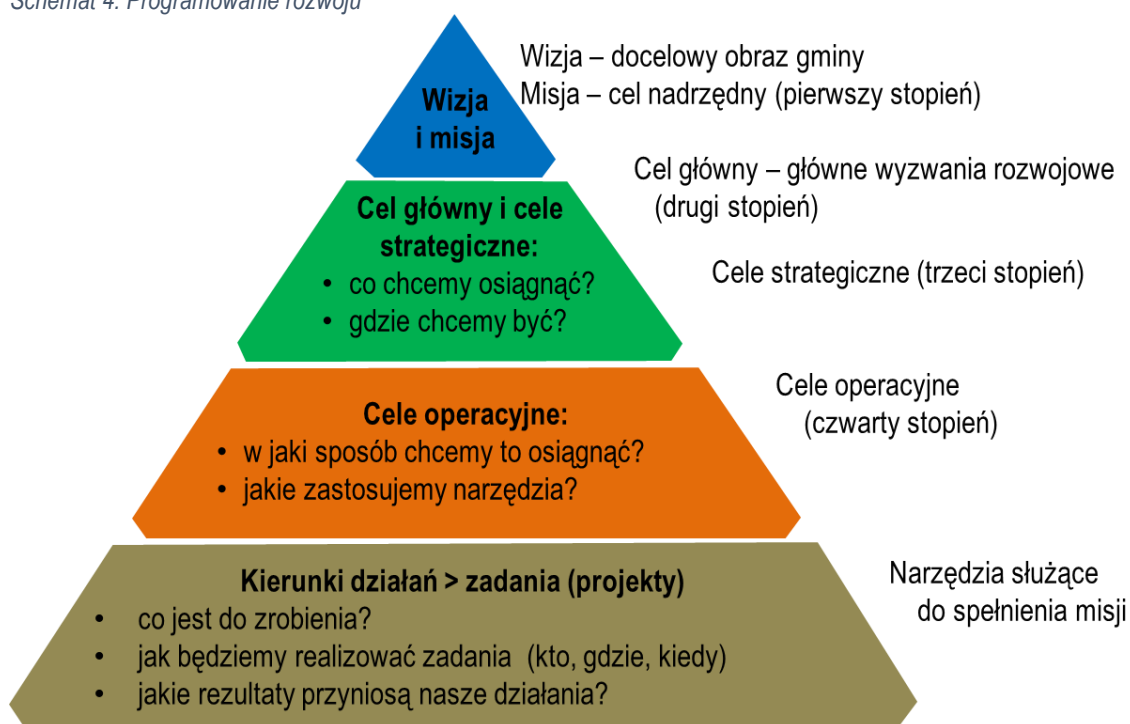 Schemat 4. Programowanie rozwoju
Wizja – docelowy obraz gminy
Misja – cel nadrzędny (pierwszy stopień)
Wizja
i misja
Cel główny – główne wyzwania rozwojowe
(drugi stopień)
Cel główny i cele
strategiczne:
• co chcemy osiągnąć?
• gdzie chcemy być?
Cele strategiczne (trzeci stopień)
Cele operacyjne
(czwarty stopień)
Cele operacyjne:
• w jaki sposób chcemy to osiągnąć?
• jakie zastosujemy narzędzia?
Kierunki działań > zadania (projekty)
• co jest do zrobienia?
• jak będziemy realizować zadania (kto, gdzie, kiedy)
• jakie rezultaty przyniosą nasze działania?
Narzędzia służące
do spełnienia misji